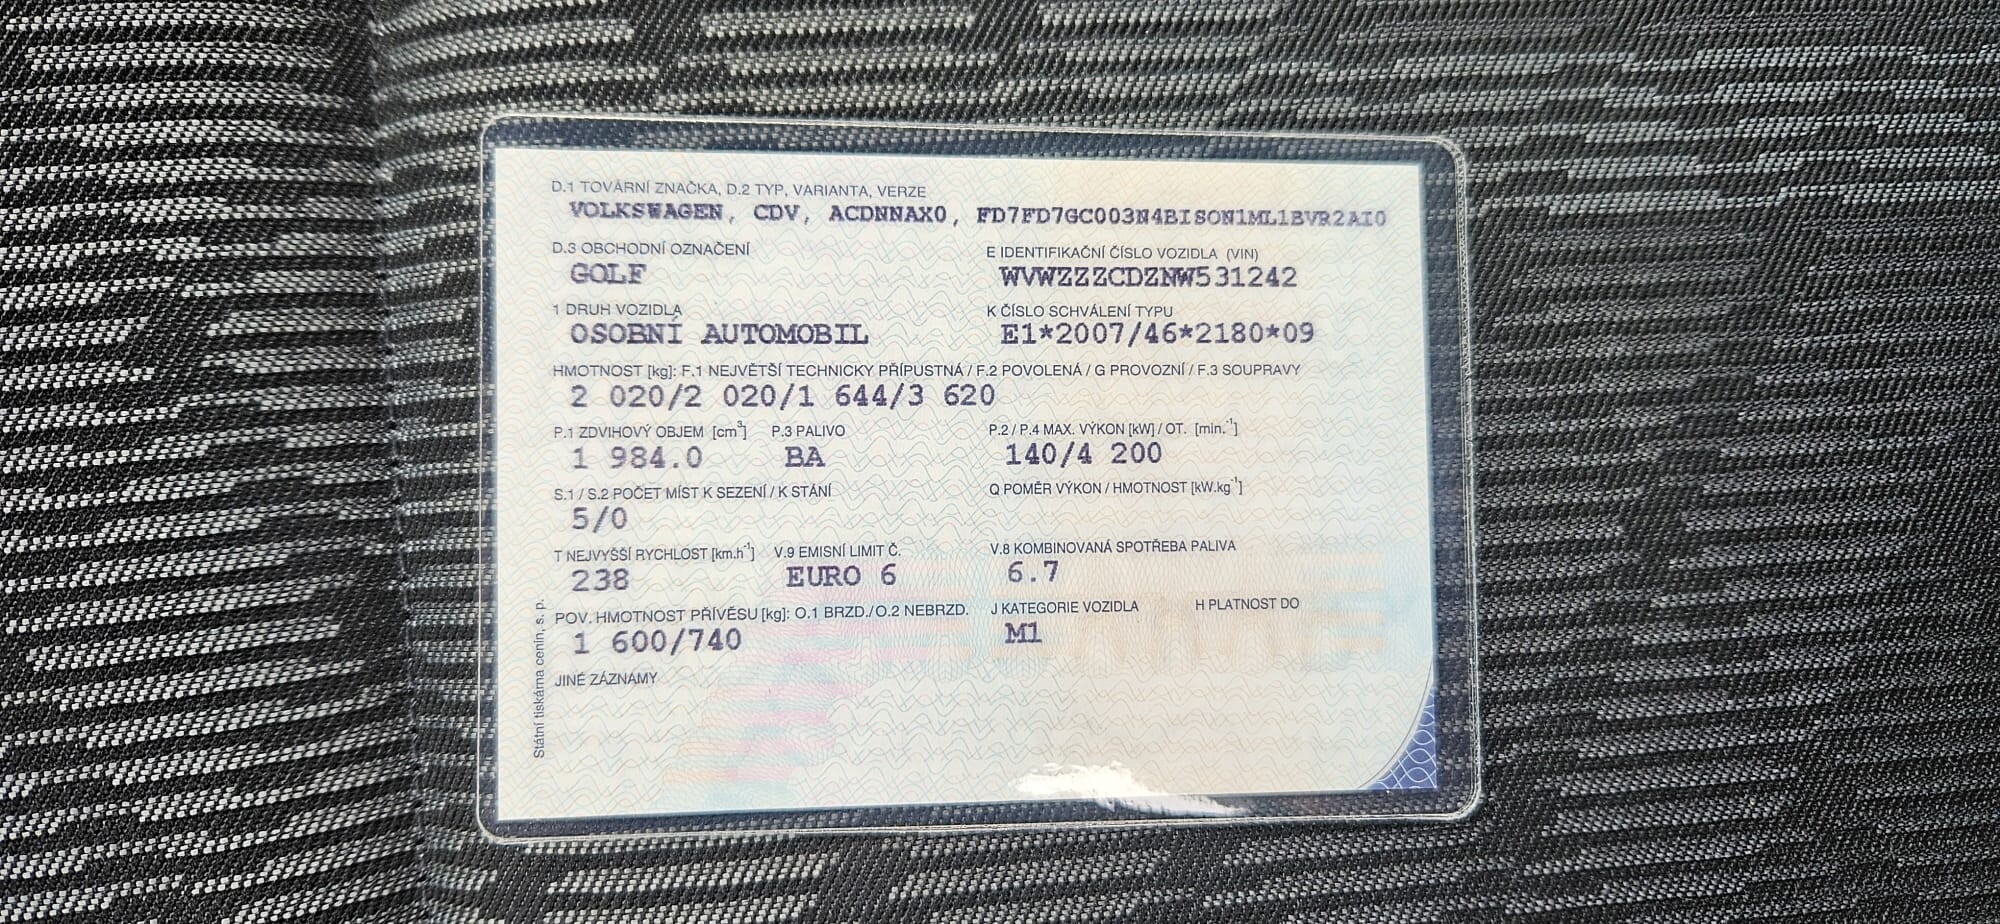 D.1 TOVÁRNÍ ZNAČKA, D.2 TYP, VARIANTA, VERZE
VOLKSWAGEN, CDV, ACDNNAX0, FD7FD7GC003N4BISON1ML1BVR2AI0
D.3 OBCHODNÍ OZNAČENÍ E IDENTIFIKAČNÍ ČÍSLO VOZIDLA (VIN)
GOLF WVWZZZCDZNW531242
1 DRUH VOZIDLA K ČÍSLO SCHVÁLENÍ TYPU
OSOBNÍ AUTOMOBIL E1*2007/46*2180*09
HMOTNOST [kg]: F.1 NEJVĚTŠÍ TECHNICKY PŘÍPUSTNÁ / F.2 POVOLENÁ / G PROVOZNÍ / F.3 SOUPRAVY
2 020/2 020/1 644/3 620
P.1 ZDVIHOVÝ OBJEM [cm³] P.3 PALIVO P.2 / P.4 MAX. VÝKON [kW] / OT. [min.⁻¹]
1 984.0 BA 140/4 200
S.1 / S.2 POČET MÍST K SEZENÍ / K STÁNÍ Q POMĚR VÝKON / HMOTNOST [kW.kg⁻¹]
5/0
T NEJVYŠŠÍ RYCHLOST [km.h⁻¹] V.9 EMISNÍ LIMIT Č. V.8 KOMBINOVANÁ SPOTŘEBA PALIVA
238 EURO 6 6.7
POV. HMOTNOST PŘÍVĚSU [kg]: O.1 BRZD./O.2 NEBRZD. J KATEGORIE VOZIDLA H PLATNOST DO
1 600/740 M1
JINÉ ZÁZNAMY
Státní tiskárna cenin, s. p.